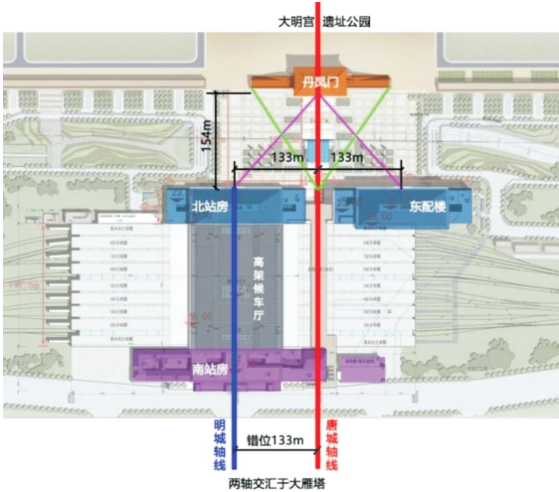 大明宫 遗址公园
丹凤门
154m
133m 133m
北站房
东配楼
高架候车厅
南站房
明城轴线
错位133m
唐城轴线
两轴交汇于大雁塔